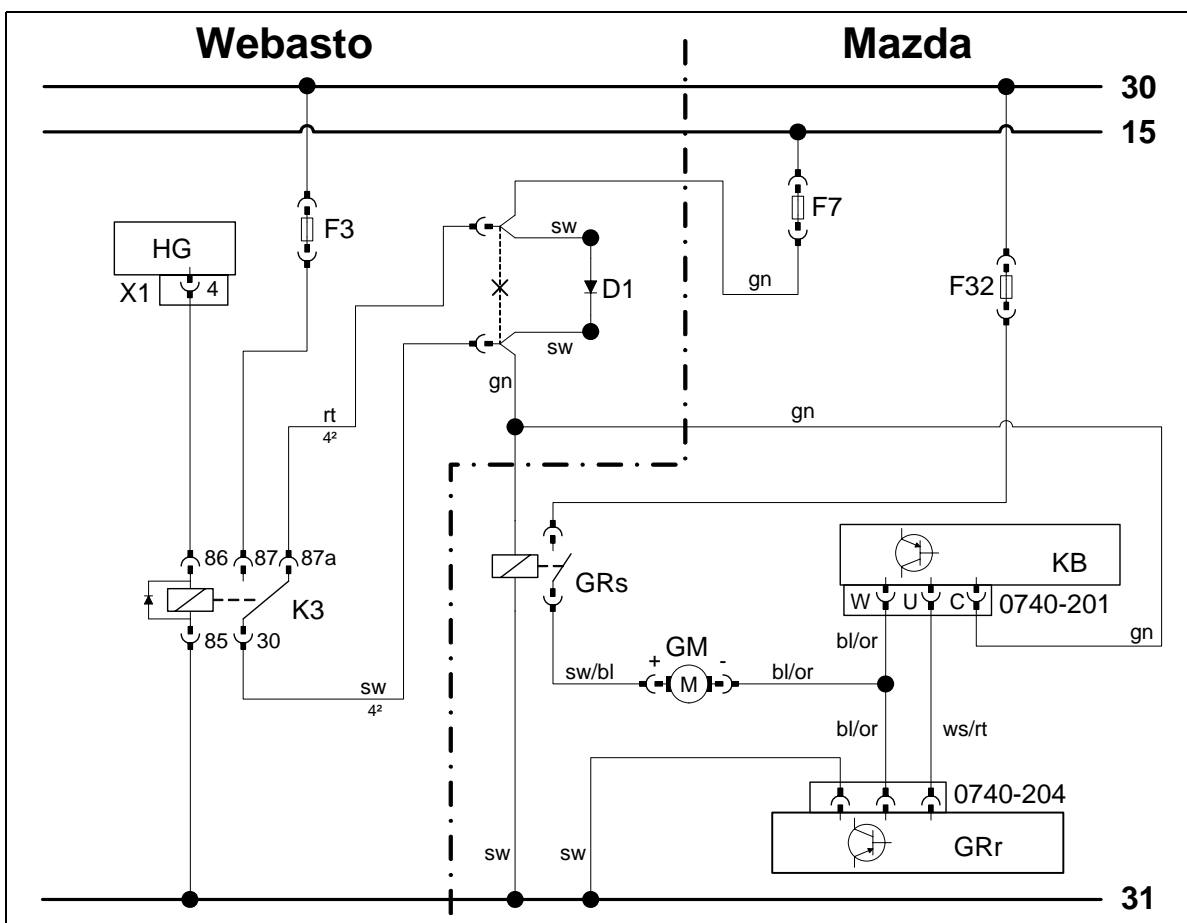 Webasto
Mazda
30
15
F3
F7
HG
sw
X1
4
D1
F32
gn
sw
gn
rt
4²
gn
86
87
87a
GRs
KB
K3
W
U
C
0740-201
85
30
gn
bl/or
GM
+
-
sw/bl
M
bl/or
sw
4²
bl/or
ws/rt
0740-204
GRr
sw
sw
31